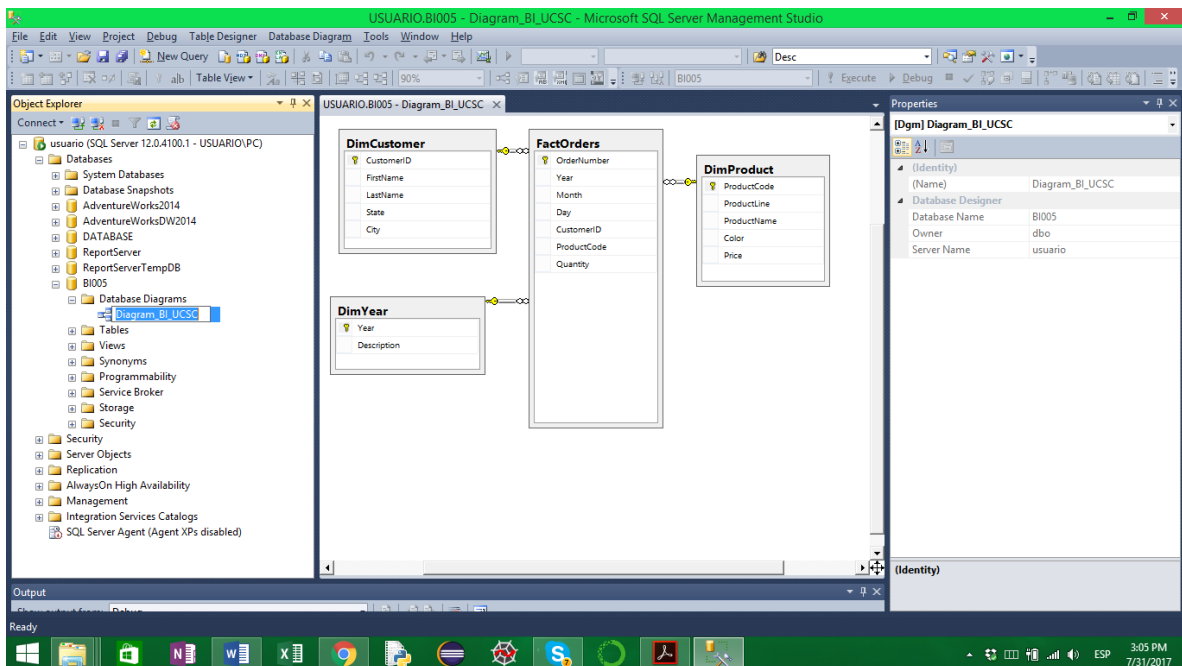 USUARIO.BI005 - Diagram_BI_UCSC - Microsoft SQL Server Management Studio
File Edit View Project Debug Table Designer Database Diagram Tools Window Help
New Query Desc
Table View 90% BI005 Execute Debug
Object Explorer
Connect
usuario (SQL Server 12.0.4100.1 - USUARIO\PC)
Databases
System Databases
Database Snapshots
AdventureWorks2014
AdventureWorksDW2014
DATABASE
ReportServer
ReportServerTempDB
BI005
Database Diagrams
Diagram_BI_UCSC
Tables
Views
Synonyms
Programmability
Service Broker
Storage
Security
Security
Server Objects
Replication
AlwaysOn High Availability
Management
Integration Services Catalogs
SQL Server Agent (Agent XPs disabled)
USUARIO.BI005 - Diagram_BI_UCSC
DimCustomer
CustomerID
FirstName
LastName
State
City
FactOrders
OrderNumber
Year
Month
Day
CustomerID
ProductCode
Quantity
DimProduct
ProductCode
ProductLine
ProductName
Color
Price
DimYear
Year
Description
Properties
[Dgm] Diagram_BI_UCSC
(Identity)
(Name) Diagram_BI_UCSC
Database Designer
Database Name BI005
Owner dbo
Server Name usuario
(Identity)
Output
Show output from: Debug
Ready
ESP
3:05 PM
7/31/2017